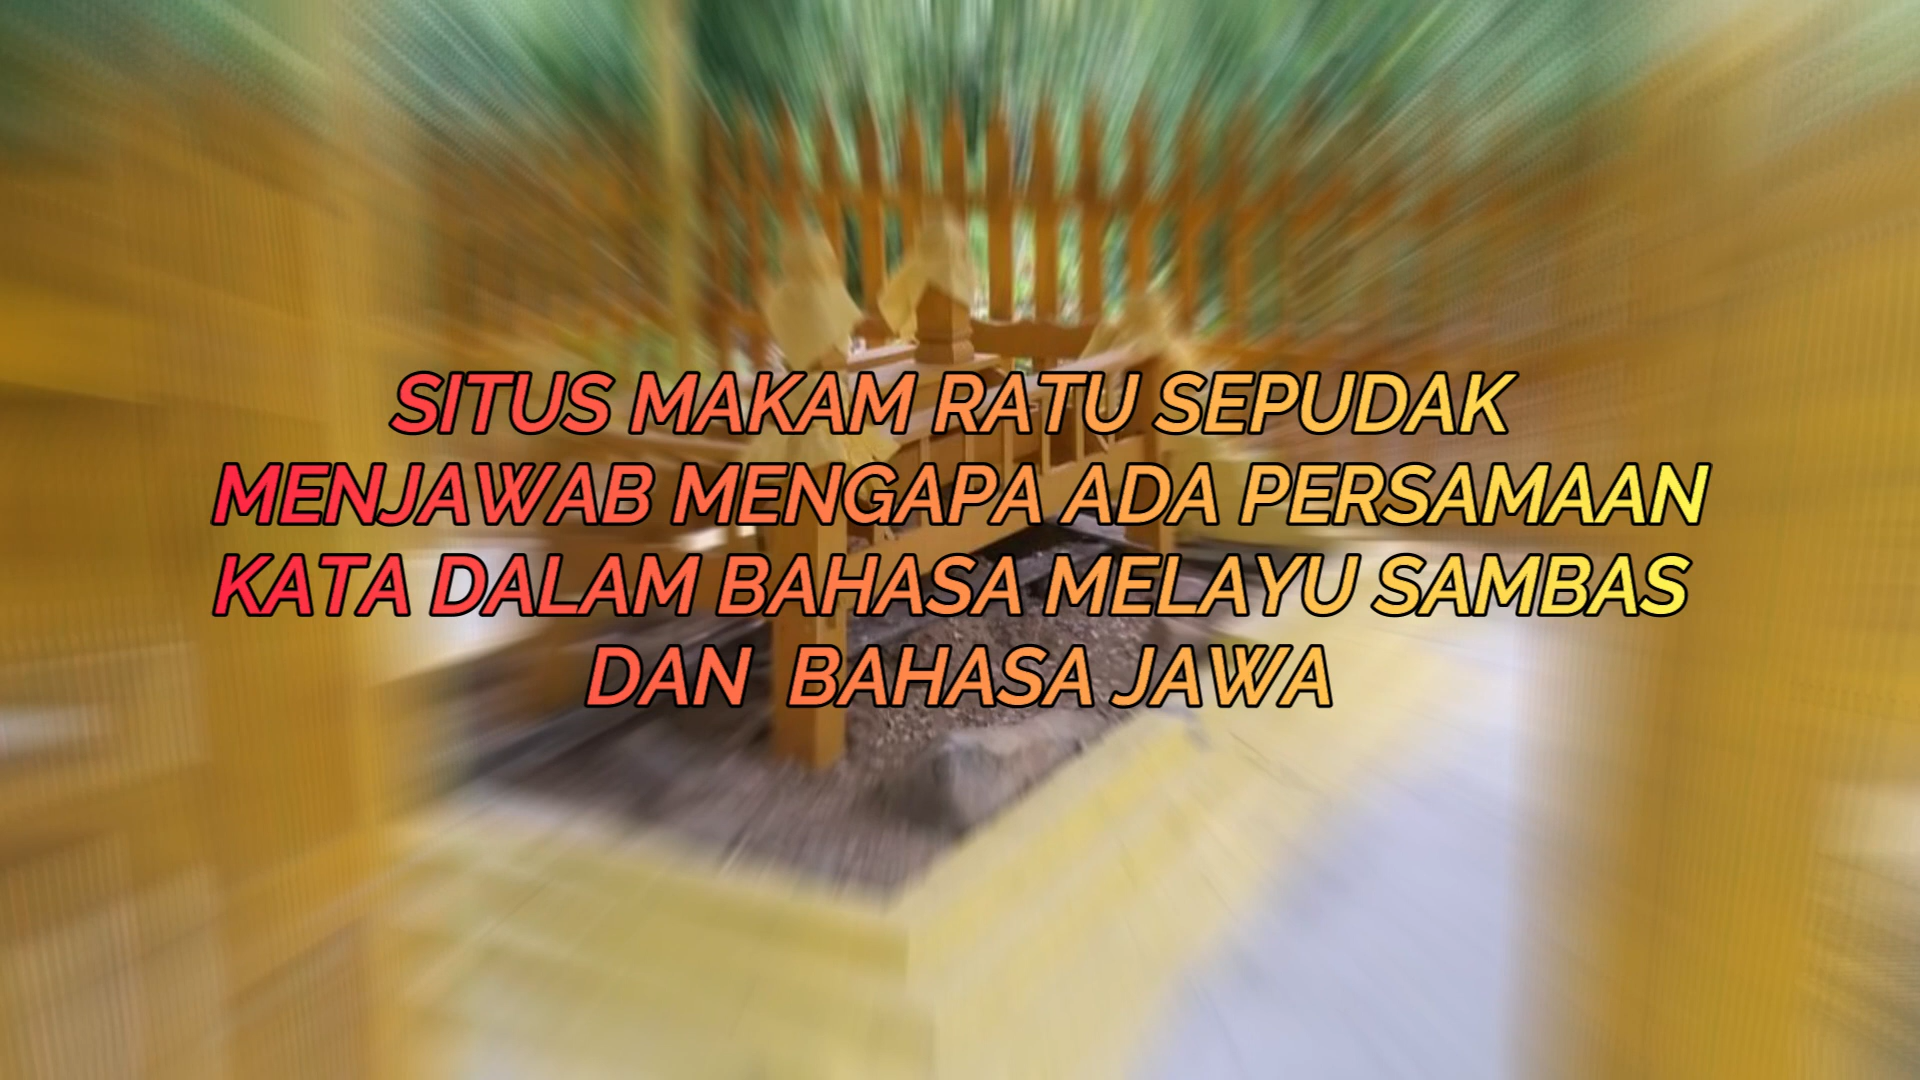 SITUS MAKAM RATU SEPUDAK
MENJAWAB MENGAPA ADA PERSAMAAN
KATA DALAM BAHASA MELAYU SAMBAS
DAN BAHASA JAWA